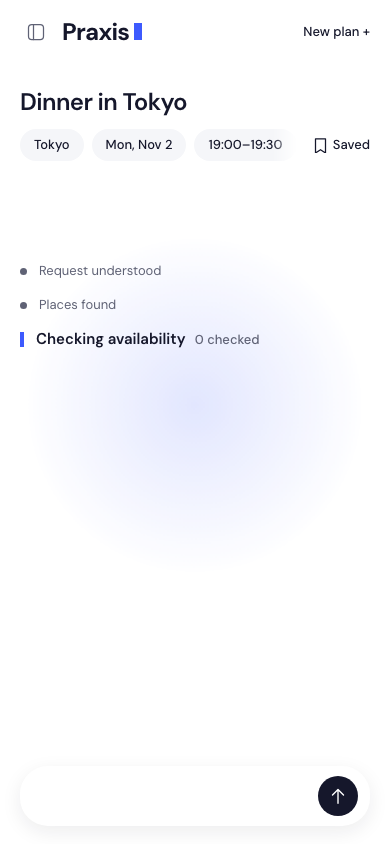 Praxis
New plan +
Dinner in Tokyo
Tokyo
Mon, Nov 2
19:00–19:30
Saved
Request understood
Places found
Checking availability 0 checked